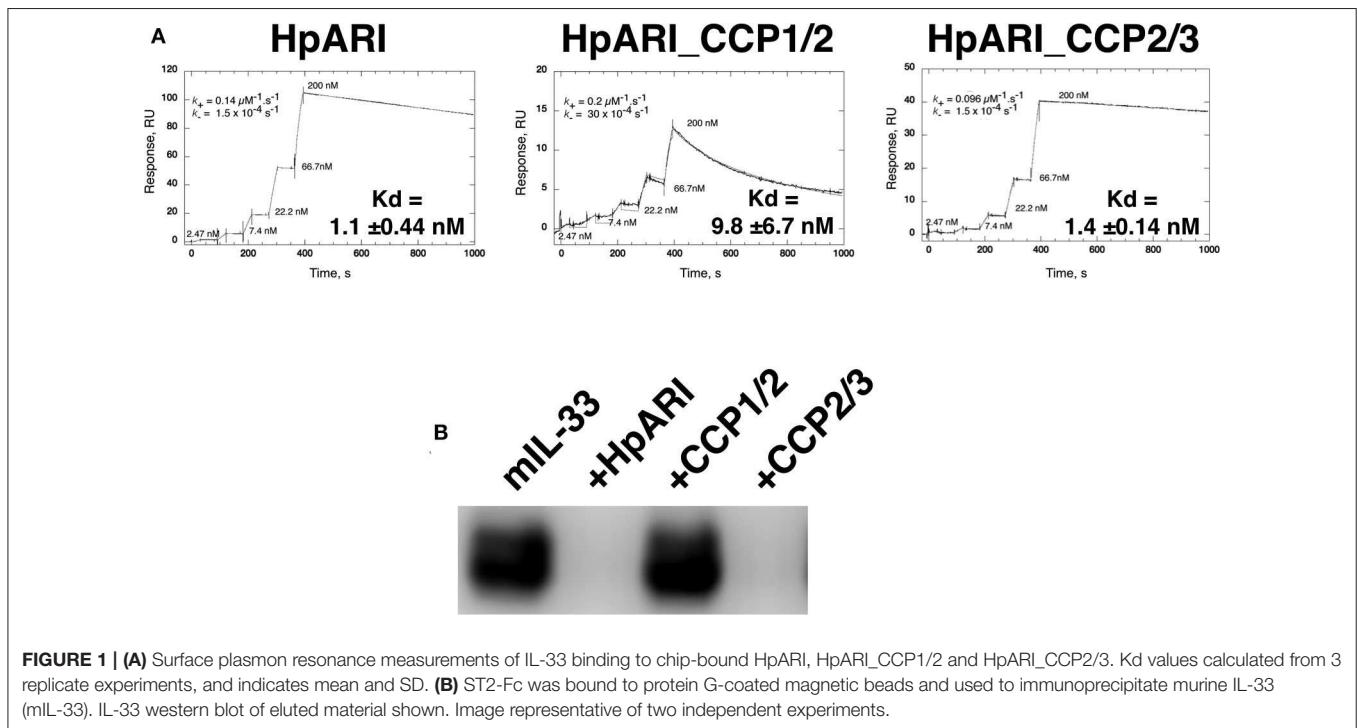 A
HpARI
HpARI_CCP1/2
HpARI_CCP2/3
120
100
80
60
40
20
0
Response, RU
k₊ = 0.14 µM⁻¹.s⁻¹
k₋ = 1.5 x 10⁻⁴ s⁻¹
200 nM
66.7nM
22.2 nM
7.4 nM
2.47 nM
Kd =
1.1 ±0.44 nM
0 200 400 600 800 1000
Time, s
20
15
10
5
0
Response, RU
k₊ = 0.2 µM⁻¹.s⁻¹
k₋ = 30 x 10⁻⁴ s⁻¹
200 nM
66.7nM
22.2 nM
7.4 nM
2.47 nM
Kd =
9.8 ±6.7 nM
0 200 400 600 800 1000
Time, s
50
40
30
20
10
0
Response, RU
k₊ = 0.096 µM⁻¹.s⁻¹
k₋ = 1.5 x 10⁻⁴ s⁻¹
200 nM
66.7nM
22.2 nM
7.4 nM
2.47 nM
Kd =
1.4 ±0.14 nM
0 200 400 600 800 1000
Time, s
B
mIL-33
+HpARI
+CCP1/2
+CCP2/3
FIGURE 1 | (A) Surface plasmon resonance measurements of IL-33 binding to chip-bound HpARI, HpARI_CCP1/2 and HpARI_CCP2/3. Kd values calculated from 3
replicate experiments, and indicates mean and SD. (B) ST2-Fc was bound to protein G-coated magnetic beads and used to immunoprecipitate murine IL-33
(mIL-33). IL-33 western blot of eluted material shown. Image representative of two independent experiments.